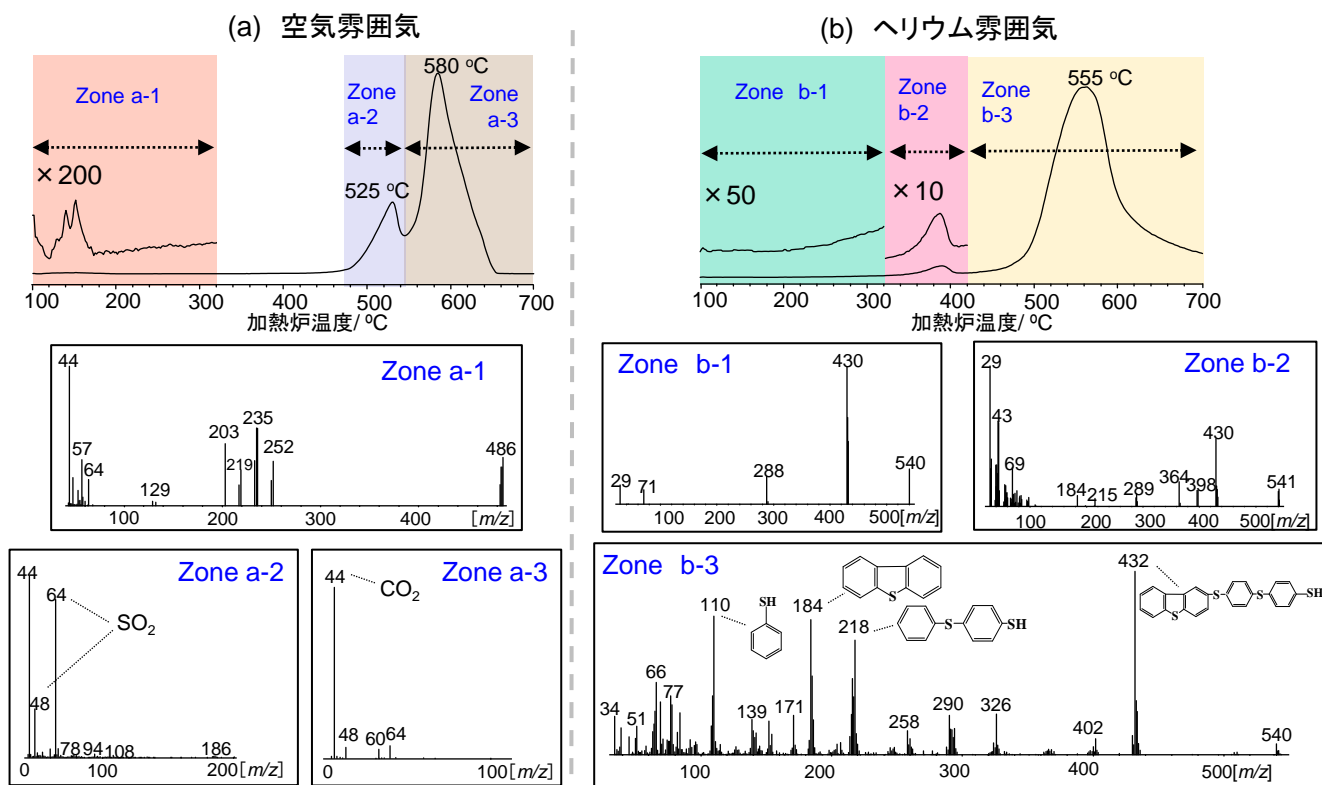 (a) 空気雰囲気
580 ºC
Zone a-1
Zone
a-2
Zone
a-3
×200
525 ºC
100 200 300 400 500 600 700
加熱炉温度/ ºC
(b) ヘリウム雰囲気
555 ºC
Zone b-1
Zone
b-2
Zone
b-3
×50
×10
100 200 300 400 500 600 700
加熱炉温度/ ºC
Zone a-1
44
57
64
129
203
219
235
252
486
100 200 300 400 [m/z]
Zone b-1
29
71
288
430
540
100 200 300 400 500[m/z]
Zone b-2
29
43
69
184
215
289
364
398
430
541
100 200 300 400 500[m/z]
Zone a-2
44
64
SO2
48
78
94
108
186
0 100 200 [m/z]
Zone a-3
44
CO2
48
60
64
0 100 [m/z]
Zone b-3
34
51
66
77
110
SH
139
171
184
S
218
S
SH
258
290
326
402
432
S
S
S
SH
540
100 200 300 400 500[m/z]